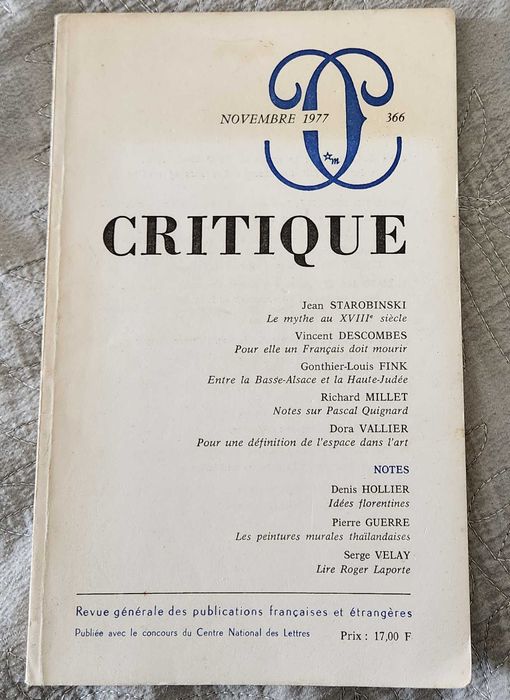 NOVEMBRE 1977 366
m
CRITIQUE
Jean STAROBINSKI
Le mythe au XVIIIe siècle
Vincent DESCOMBES
Pour elle un Français doit mourir
Gonthier-Louis FINK
Entre la Basse-Alsace et la Haute-Judée
Richard MILLET
Notes sur Pascal Quignard
Dora VALLIER
Pour une définition de l'espace dans l'art
NOTES
Denis HOLLIER
Idées florentines
Pierre GUERRE
Les peintures murales thaïlandaises
Serge VELAY
Lire Roger Laporte
Revue générale des publications françaises et étrangères
Publiée avec le concours du Centre National des Lettres Prix : 17,00 F